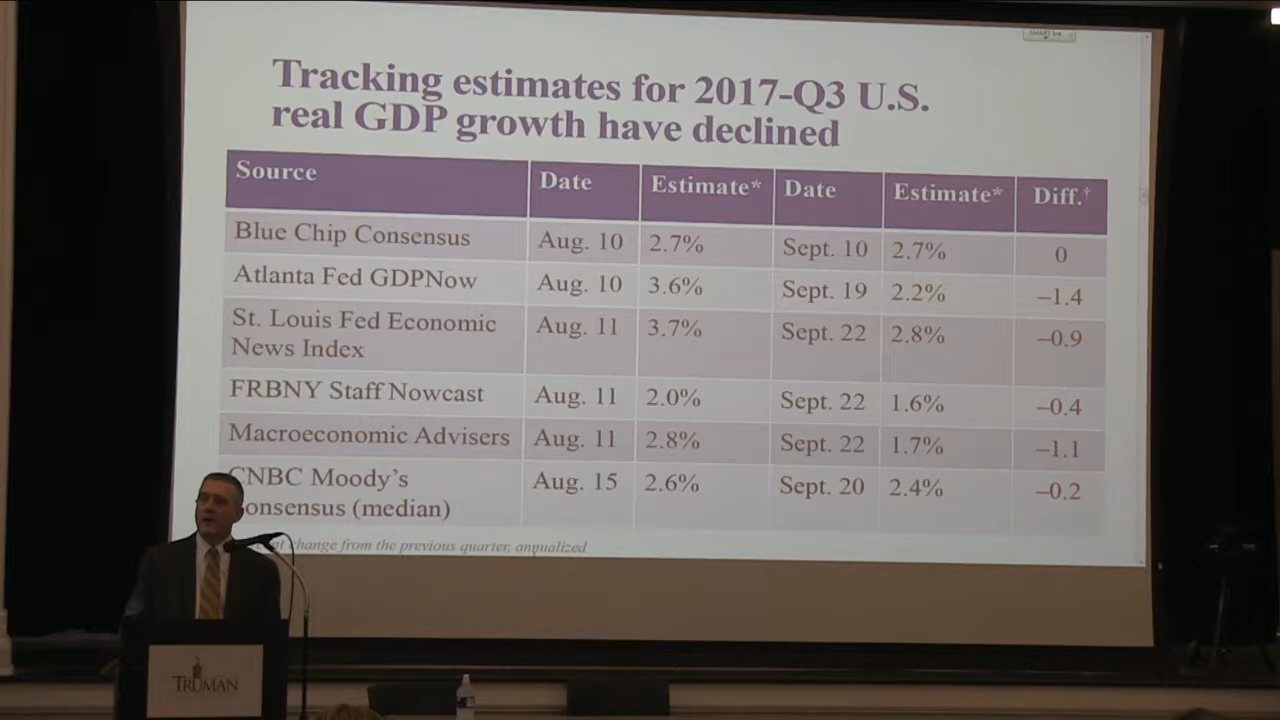 Tracking estimates for 2017-Q3 U.S.
real GDP growth have declined
Source Date Estimate* Date Estimate* Diff.†
Blue Chip Consensus Aug. 10 2.7% Sept. 10 2.7% 0
Atlanta Fed GDPNow Aug. 10 3.6% Sept. 19 2.2% –1.4
St. Louis Fed Economic Aug. 11 3.7% Sept. 22 2.8% –0.9
News Index
FRBNY Staff Nowcast Aug. 11 2.0% Sept. 22 1.6% –0.4
Macroeconomic Advisers Aug. 11 2.8% Sept. 22 1.7% –1.1
CNBC Moody's Aug. 15 2.6% Sept. 20 2.4% –0.2
onsensus (median)
change from the previous quarter, annualized
TRUMAN